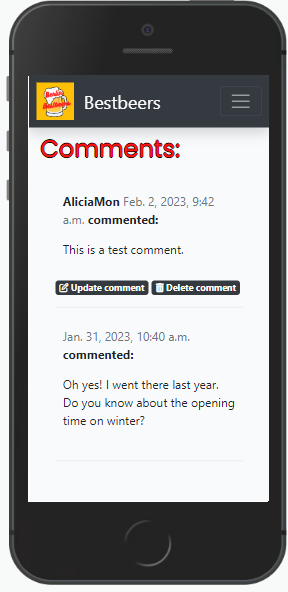 Berlin
Bestbeers
Bestbeers
Comments:
AliciaMon Feb. 2, 2023, 9:42
a.m. commented:
This is a test comment.
Update comment Delete comment
Jan. 31, 2023, 10:40 a.m.
commented:
Oh yes! I went there last year.
Do you know about the opening
time on winter?